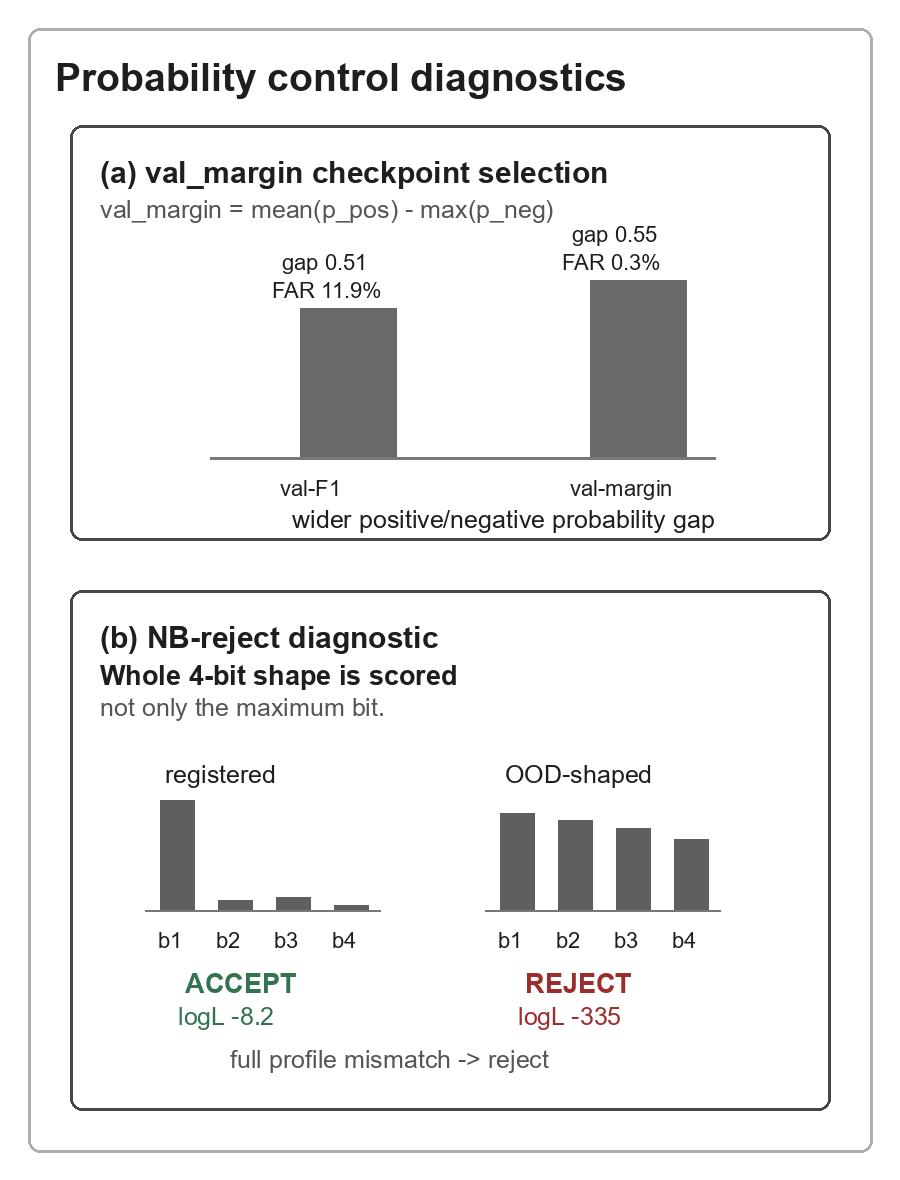 Probability control diagnostics
(a) val_margin checkpoint selection
val_margin = mean(p_pos) - max(p_neg)
gap 0.51
FAR 11.9%
gap 0.55
FAR 0.3%
val-F1
val-margin
wider positive/negative probability gap
(b) NB-reject diagnostic
Whole 4-bit shape is scored
not only the maximum bit.
registered
b1 b2 b3 b4
ACCEPT
logL -8.2
OOD-shaped
b1 b2 b3 b4
REJECT
logL -335
full profile mismatch -> reject